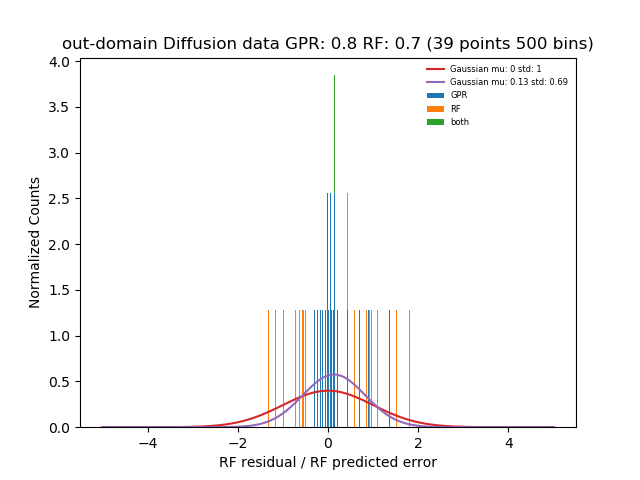 out-domain Diffusion data GPR: 0.8 RF: 0.7 (39 points 500 bins)
Gaussian mu: 0 std: 1
Gaussian mu: 0.13 std: 0.69
GPR
RF
both
Normalized Counts
4.0
3.5
3.0
2.5
2.0
1.5
1.0
0.5
0.0
−4 −2 0 2 4
RF residual / RF predicted error